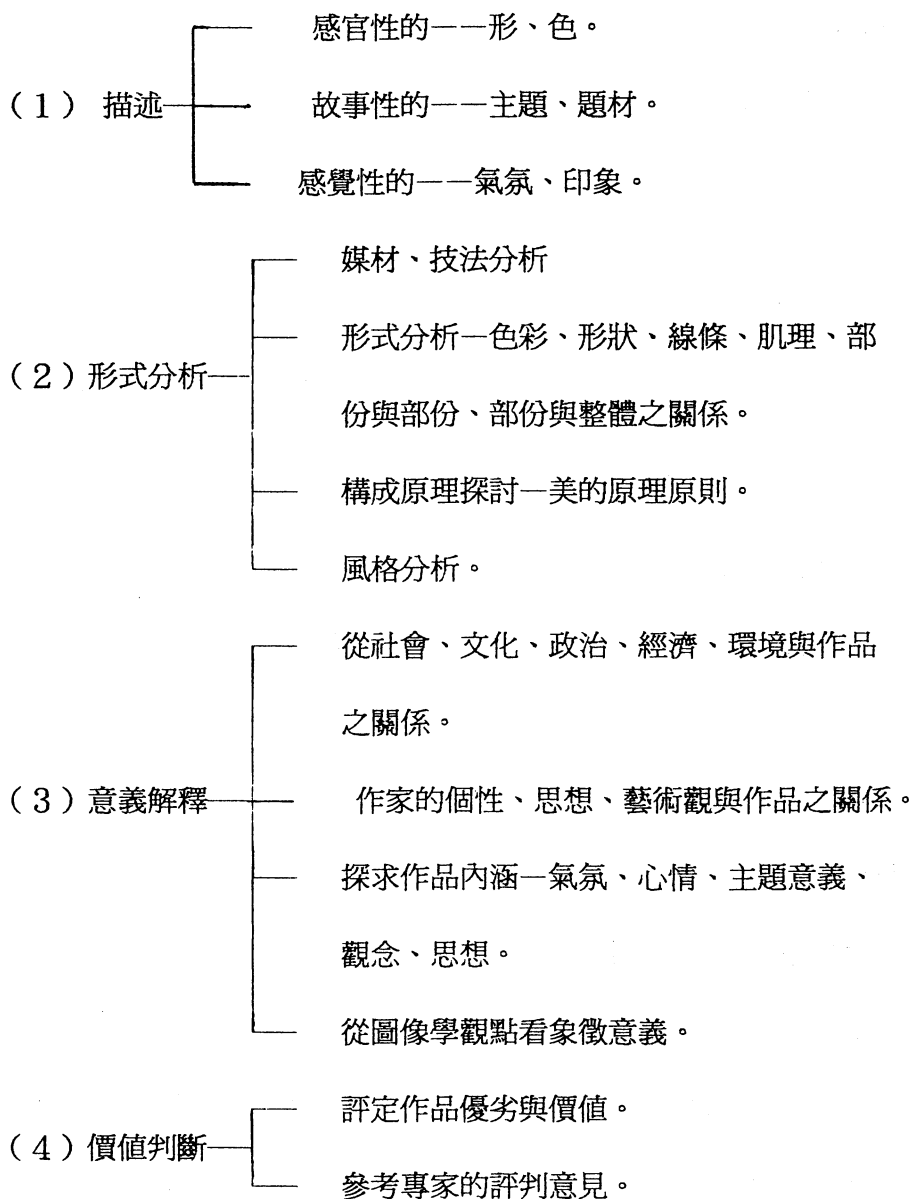 感官性的——形、色。
（1） 描述 故事性的——主題、題材。
感覺性的——氣氛、印象。
媒材、技法分析
形式分析—色彩、形狀、線條、肌理、部
（2）形式分析
份與部份、部份與整體之關係。
構成原理探討—美的原理原則。
風格分析。
從社會、文化、政治、經濟、環境與作品
之關係。
（3）意義解釋 作家的個性、思想、藝術觀與作品之關係。
探求作品內涵—氣氛、心情、主題意義、
觀念、思想。
從圖像學觀點看象徵意義。
評定作品優劣與價值。
（4）價值判斷
參考專家的評判意見。